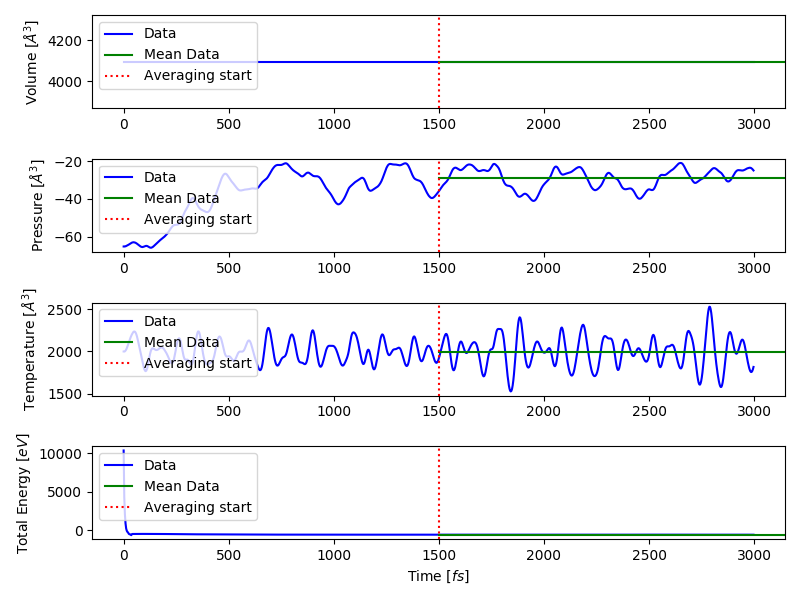 Volume [Å³]
4200
4000
Data
Mean Data
Averaging start
0 500 1000 1500 2000 2500 3000
Pressure [Å³]
−20
−40
−60
Data
Mean Data
Averaging start
0 500 1000 1500 2000 2500 3000
Temperature [Å³]
2500
2000
1500
Data
Mean Data
Averaging start
0 500 1000 1500 2000 2500 3000
Total Energy [eV]
10000
5000
0
Data
Mean Data
Averaging start
0 500 1000 1500 2000 2500 3000
Time [fs]